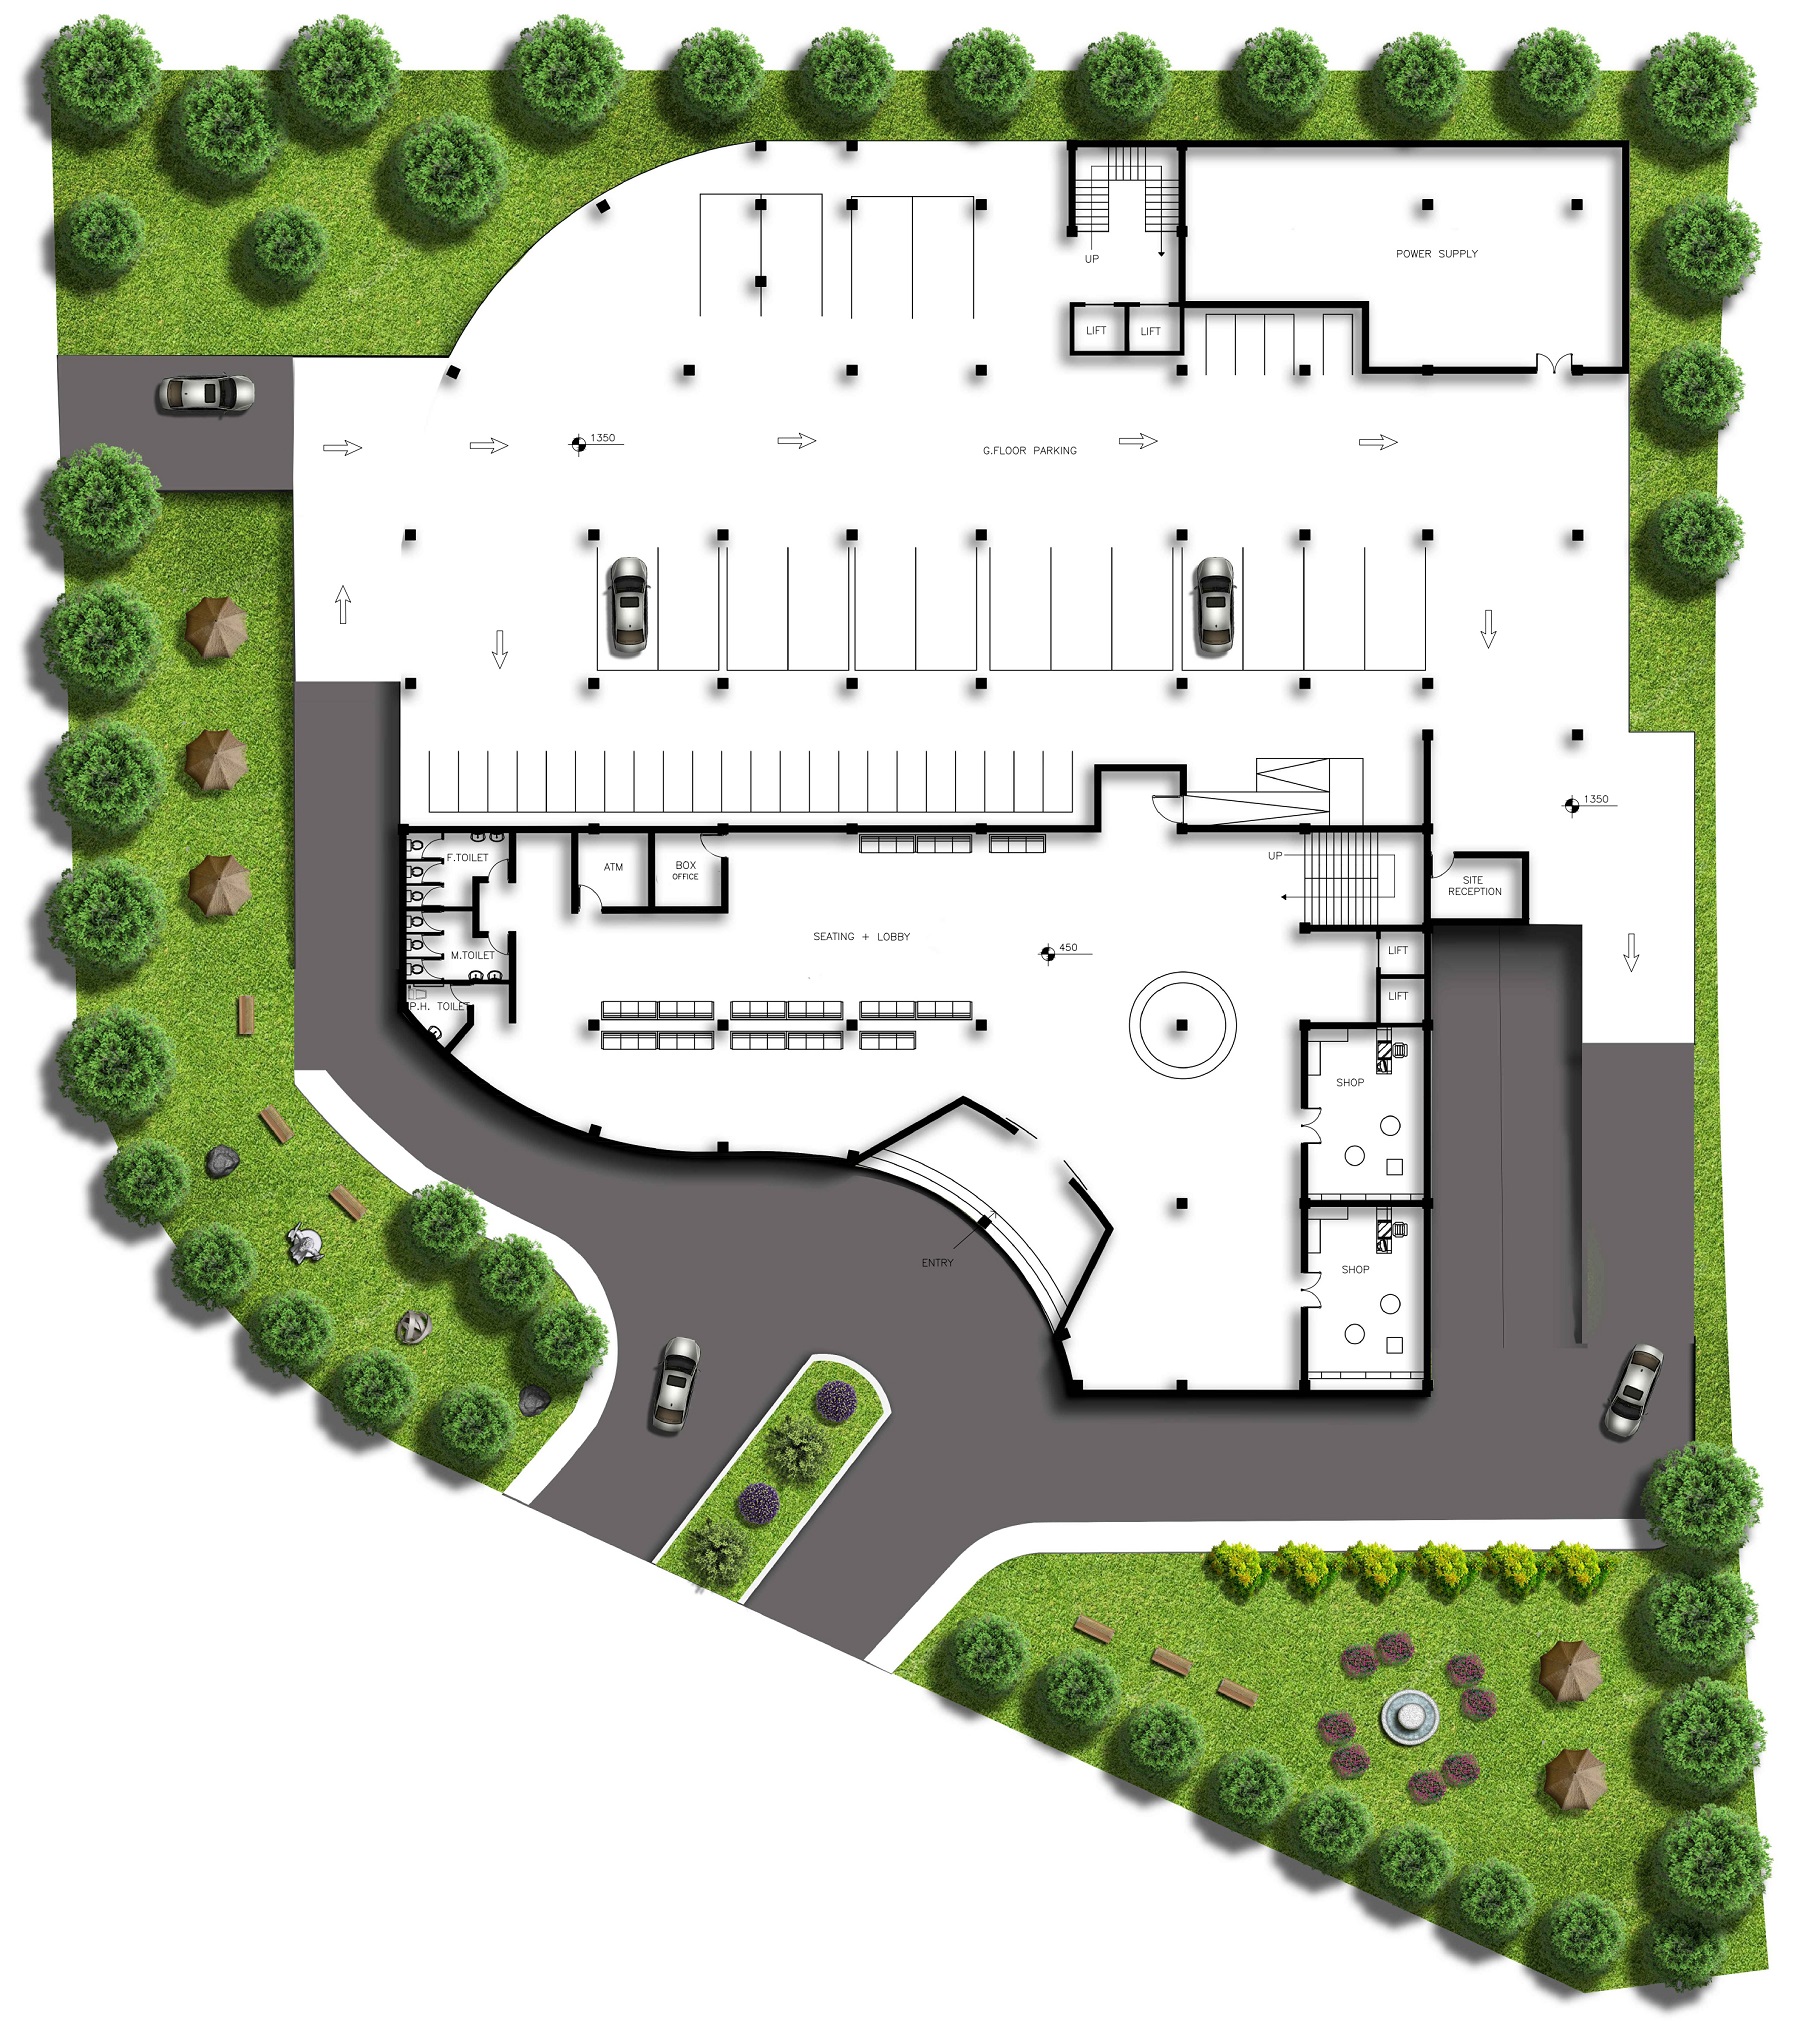 POWER SUPPLY
UP
LIFT
LIFT
1350
G.FLOOR PARKING
1350
F.TOILET
ATM
BOX
OFFICE
UP
SITE
RECEPTION
SEATING + LOBBY
450
M.TOILET
LIFT
P.H. TOILET
LIFT
SHOP
ENTRY
SHOP